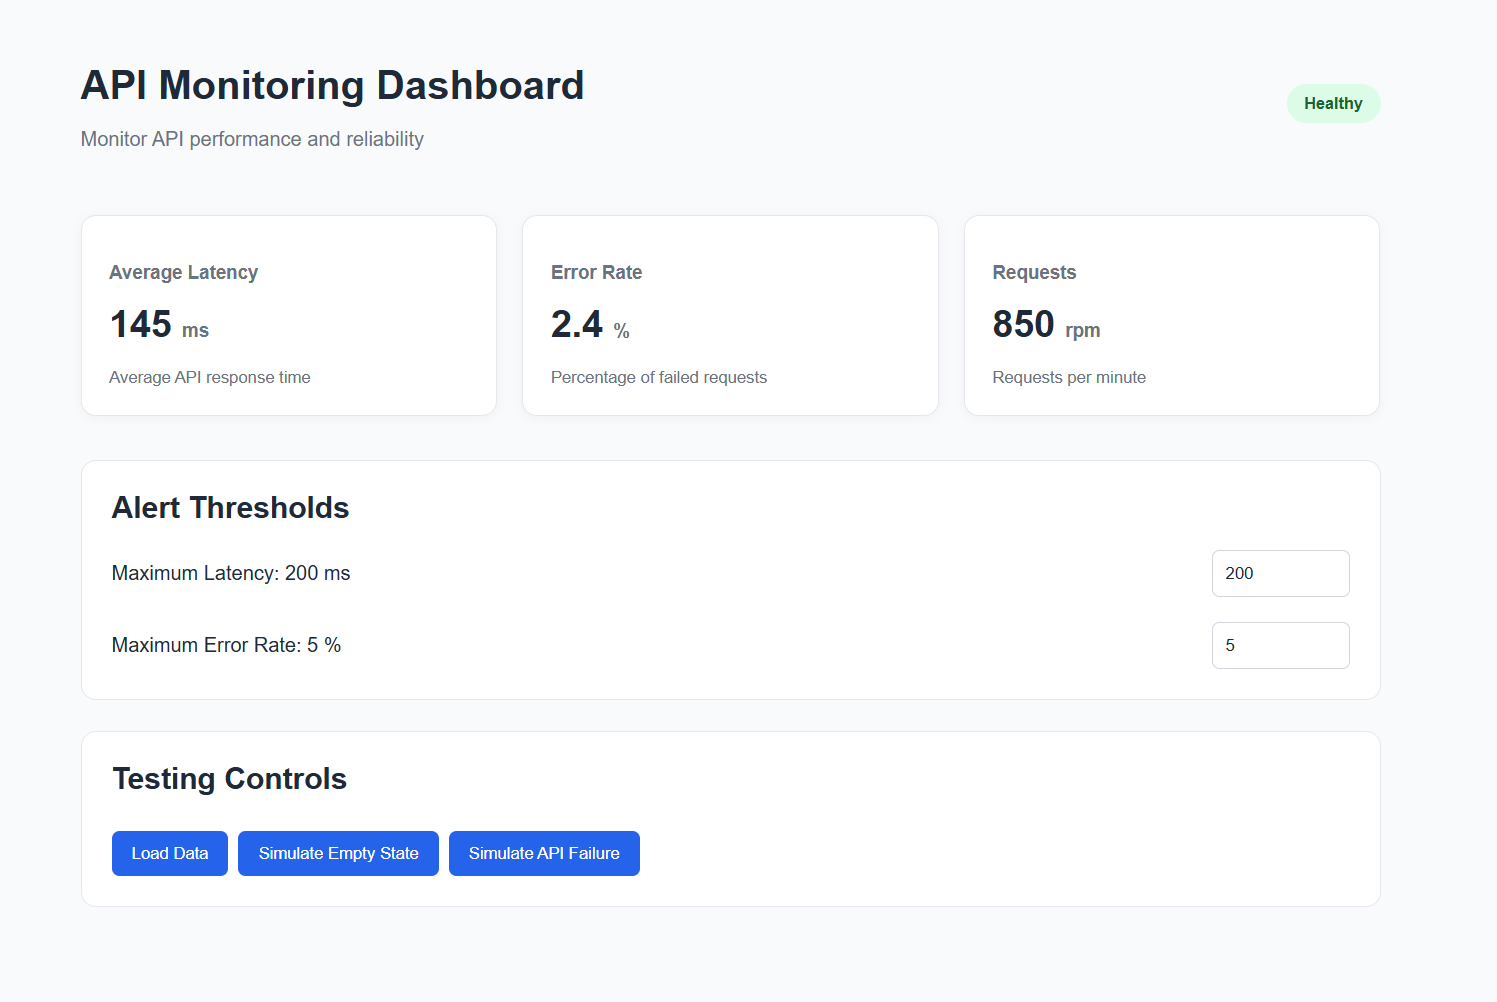 API Monitoring Dashboard
Healthy
Monitor API performance and reliability
Average Latency
145 ms
Average API response time
Error Rate
2.4 %
Percentage of failed requests
Requests
850 rpm
Requests per minute
Alert Thresholds
Maximum Latency: 200 ms
200
Maximum Error Rate: 5 %
5
Testing Controls
Load Data
Simulate Empty State
Simulate API Failure